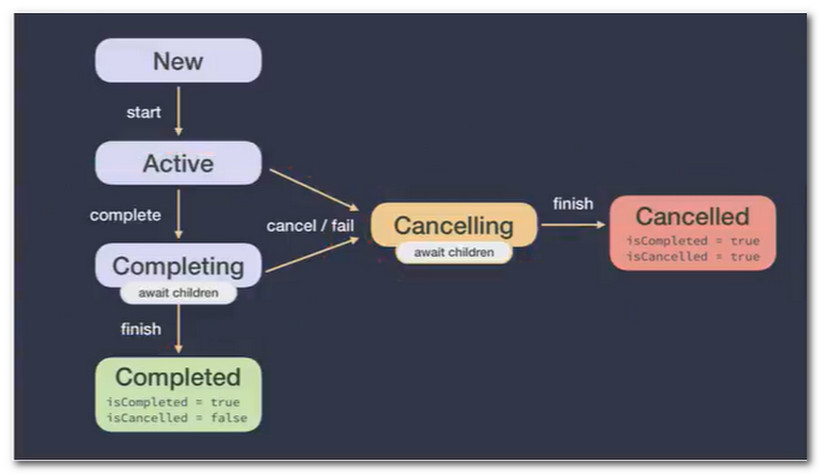 New
start
Active
complete
cancel / fail
Cancelling
await children
finish
Cancelled
isCompleted = true
isCancelled = true
Completing
await children
finish
Completed
isCompleted = true
isCancelled = false